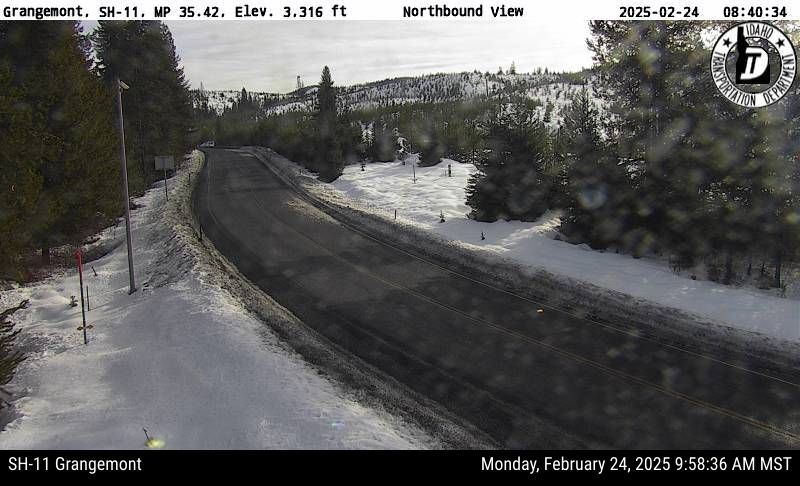 Grangemont, SH-11, MP 35.42, Elev. 3,316 ft Northbound View 2025-02-24 08:40:34
IDAHO
TRANSPORTATION DEPARTMENT
SH-11 Grangemont Monday, February 24, 2025 9:58:36 AM MST